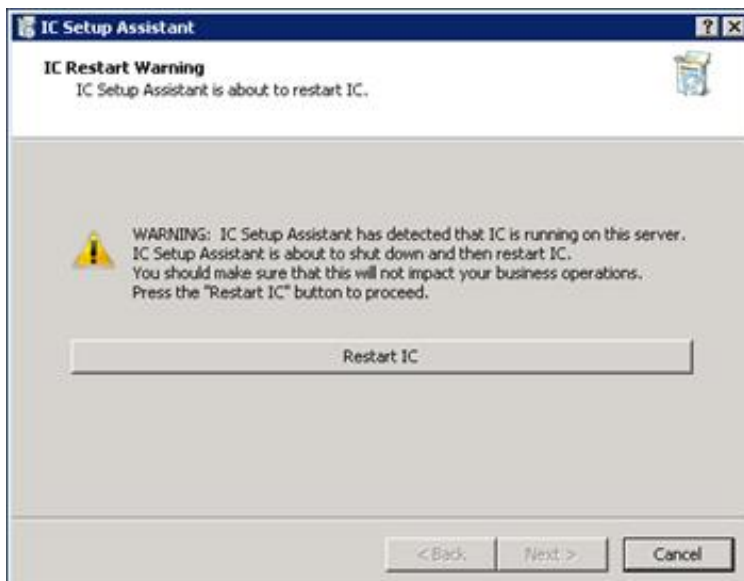 IC Setup Assistant
IC Restart Warning
IC Setup Assistant is about to restart IC.
WARNING: IC Setup Assistant has detected that IC is running on this server.
IC Setup Assistant is about to shut down and then restart IC.
You should make sure that this will not impact your business operations.
Press the "Restart IC" button to proceed.
Restart IC
< Back
Next >
Cancel